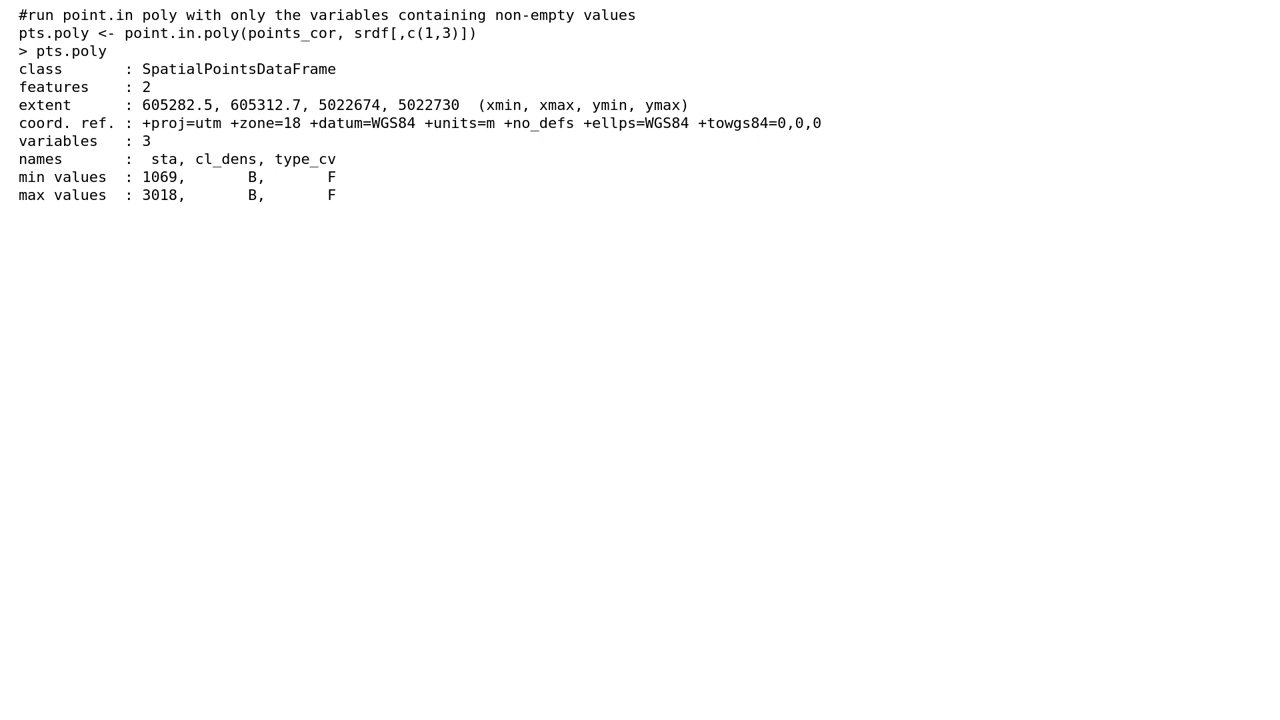 #run point.in poly with only the variables containing non-empty values
pts.poly <- point.in.poly(points_cor, srdf[,c(1,3)])
> pts.poly
class       : SpatialPointsDataFrame
features    : 2
extent      : 605282.5, 605312.7, 5022674, 5022730  (xmin, xmax, ymin, ymax)
coord. ref. : +proj=utm +zone=18 +datum=WGS84 +units=m +no_defs +ellps=WGS84 +towgs84=0,0,0
variables   : 3
names       :  sta, cl_dens, type_cv
min values  : 1069,       B,       F
max values  : 3018,       B,       F